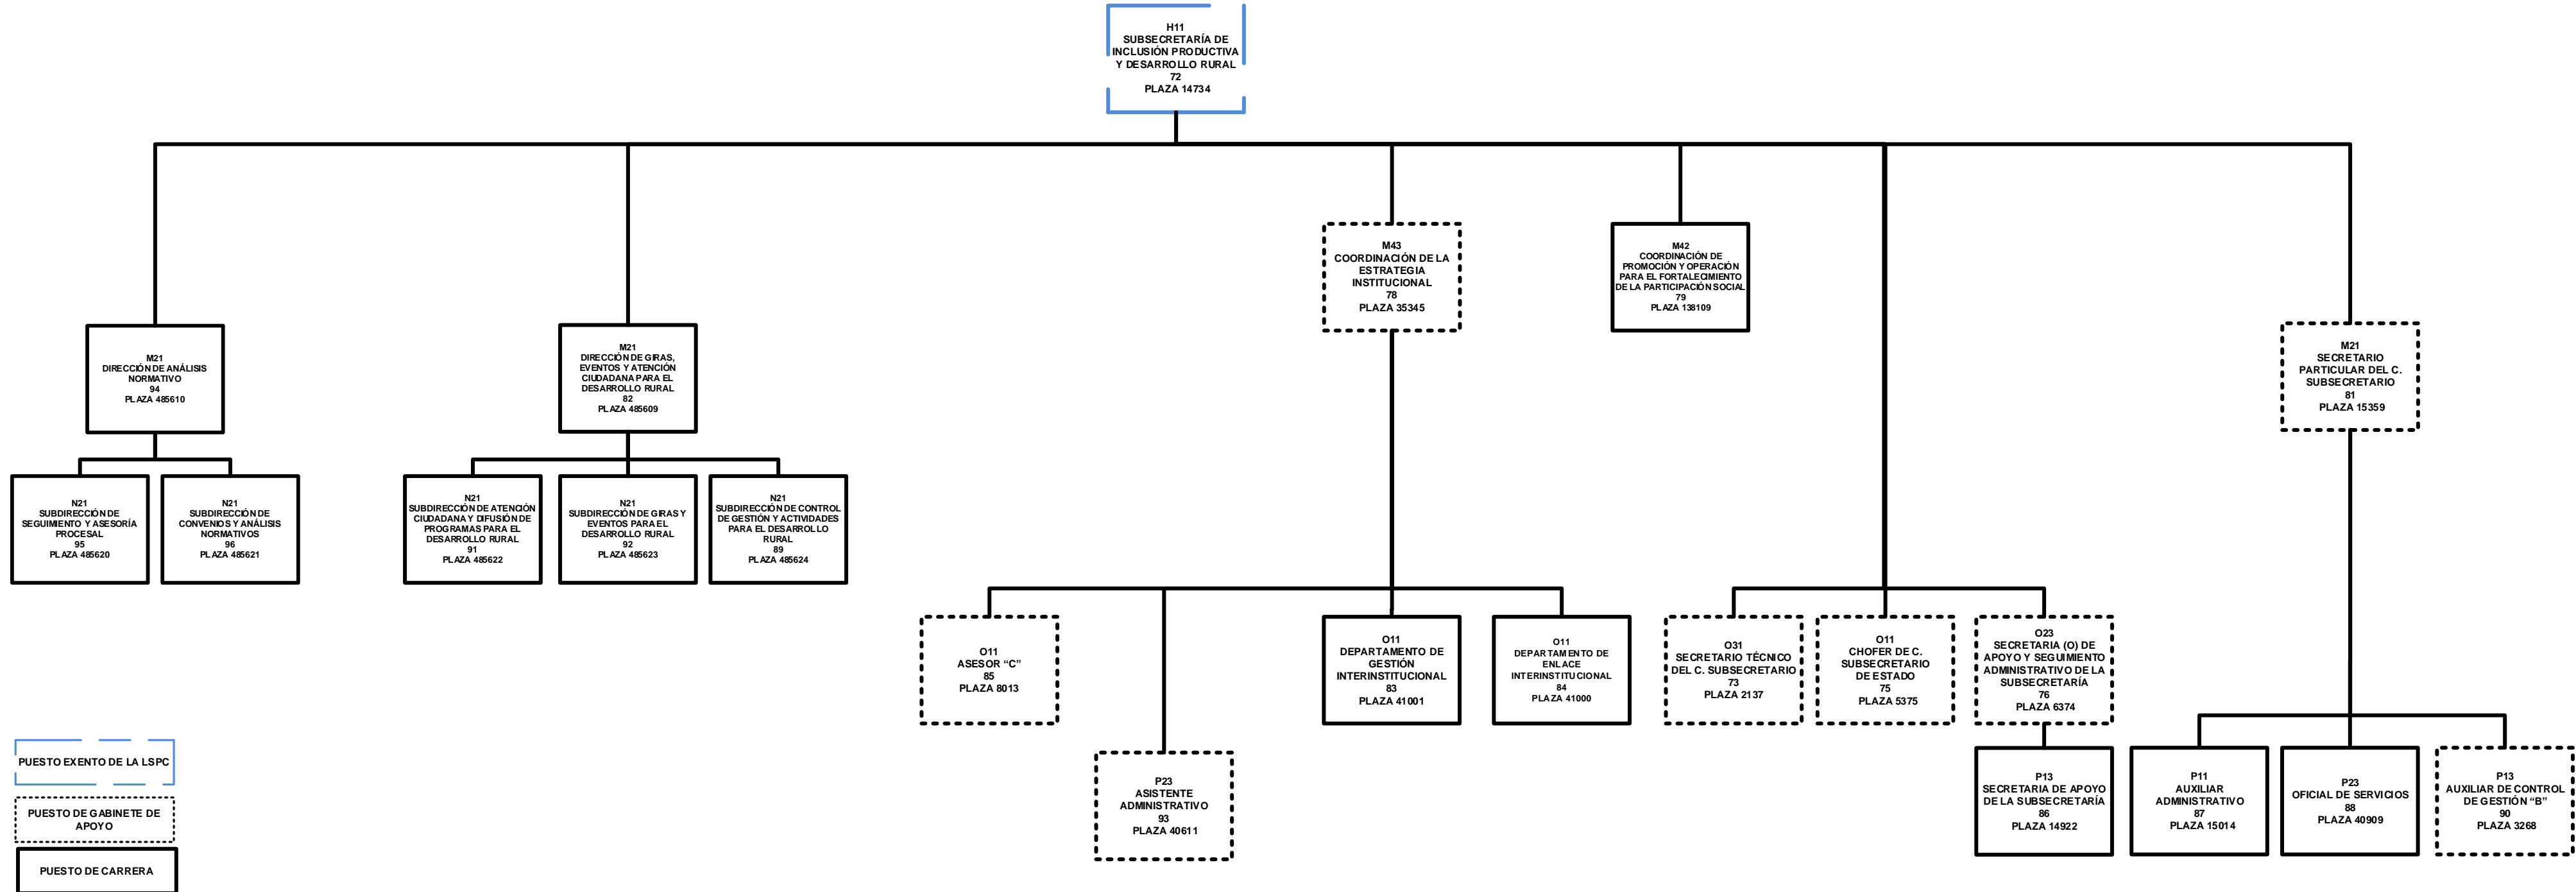 H11
SUBSECRETARÍA DE
INCLUSIÓN PRODUCTIVA
Y DESARROLLO RURAL
72
PLAZA 14734
M43
COORDINACIÓN DE LA
ESTRATEGIA
INSTITUCIONAL
78
PLAZA 35345
M42
COORDINACIÓN DE
PROMOCIÓN Y OPERACIÓN
PARA EL FORTALECIMIENTO
DE LA PARTICIPACIÓN SOCIAL
79
PLAZA 138109
M21
DIRECCIÓN DE ANÁLISIS
NORMATIVO
94
PLAZA 485610
M21
DIRECCIÓN DE GIRAS,
EVENTOS Y ATENCIÓN
CIUDADANA PARA EL
DESARROLLO RURAL
82
PLAZA 485609
M21
SECRETARIO
PARTICULAR DEL C.
SUBSECRETARIO
81
PLAZA 15359
N21
SUBDIRECCIÓN DE
SEGUIMIENTO Y ASESORÍA
PROCESAL
95
PLAZA 485620
N21
SUBDIRECCIÓN DE
CONVENIOS Y ANÁLISIS
NORMATIVOS
96
PLAZA 485621
N21
SUBDIRECCIÓN DE ATENCIÓN
CIUDADANA Y DIFUSIÓN DE
PROGRAMAS PARA EL
DESARROLLO RURAL
91
PLAZA 485622
N21
SUBDIRECCIÓN DE GIRAS Y
EVENTOS PARA EL
DESARROLLO RURAL
92
PLAZA 485623
N21
SUBDIRECCIÓN DE CONTROL
DE GESTIÓN Y ACTIVIDADES
PARA EL DESARROLLO
RURAL
89
PLAZA 485624
O11
ASESOR “C”
85
PLAZA 8013
O11
DEPARTAMENTO DE
GESTIÓN
INTERINSTITUCIONAL
83
PLAZA 41001
O11
DEPARTAMENTO DE
ENLACE
INTERINSTITUCIONAL
84
PLAZA 41000
O31
SECRETARIO TÉCNICO
DEL C. SUBSECRETARIO
73
PLAZA 2137
O11
CHOFER DE C.
SUBSECRETARIO
DE ESTADO
75
PLAZA 5375
O23
SECRETARIA (O) DE
APOYO Y SEGUIMIENTO
ADMINISTRATIVO DE LA
SUBSECRETARÍA
76
PLAZA 6374
P23
ASISTENTE
ADMINISTRATIVO
93
PLAZA 40611
P13
SECRETARIA DE APOYO
DE LA SUBSECRETARÍA
86
PLAZA 14922
P11
AUXILIAR
ADMINISTRATIVO
87
PLAZA 15014
P23
OFICIAL DE SERVICIOS
88
PLAZA 40909
P13
AUXILIAR DE CONTROL
DE GESTIÓN “B”
90
PLAZA 3268
PUESTO EXENTO DE LA LSPC
PUESTO DE GABINETE DE
APOYO
PUESTO DE CARRERA